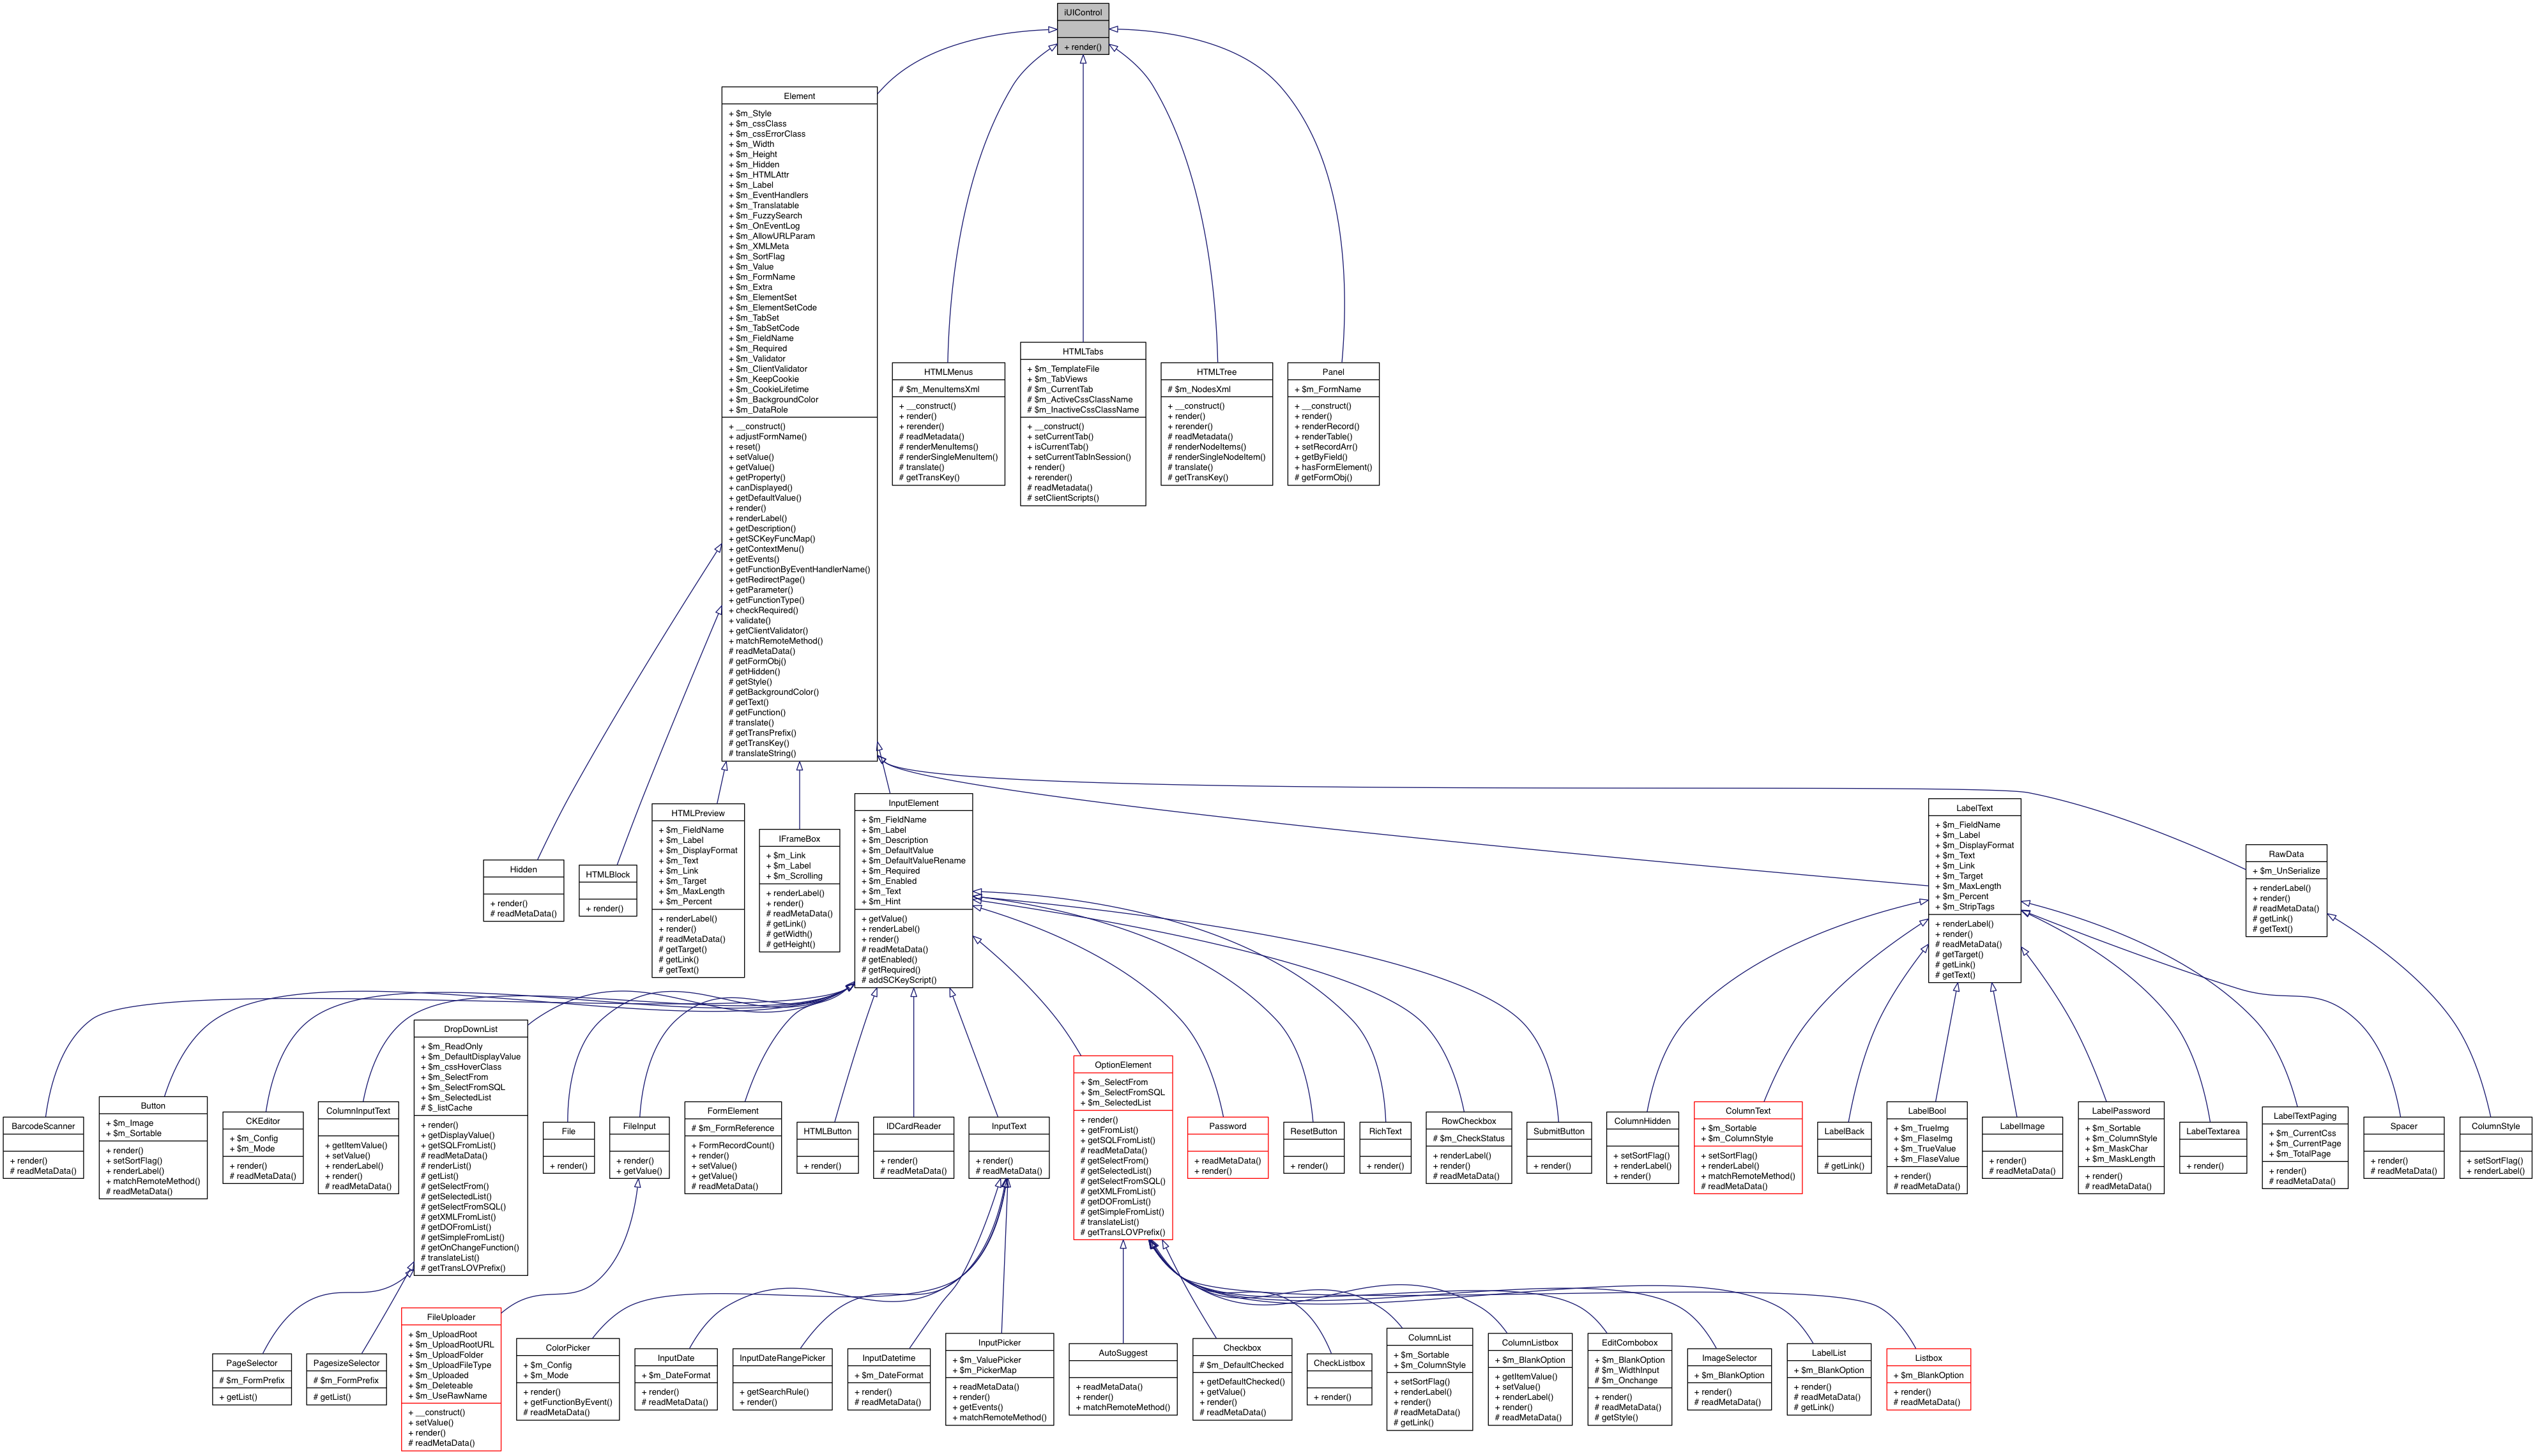 iUIControl
+ render()
Element
+ $m_Style
+ $m_cssClass
+ $m_cssErrorClass
+ $m_Width
+ $m_Height
+ $m_Hidden
+ $m_HTMLAttr
+ $m_Label
+ $m_EventHandlers
+ $m_Translatable
+ $m_FuzzySearch
+ $m_OnEventLog
+ $m_AllowURLParam
+ $m_XMLMeta
+ $m_SortFlag
+ $m_Value
+ $m_FormName
+ $m_Extra
+ $m_ElementSet
+ $m_ElementSetCode
+ $m_TabSet
+ $m_TabSetCode
+ $m_FieldName
+ $m_Required
+ $m_Validator
+ $m_ClientValidator
+ $m_KeepCookie
+ $m_CookieLifetime
+ $m_BackgroundColor
+ $m_DataRole
+ __construct()
+ adjustFormName()
+ reset()
+ setValue()
+ getValue()
+ getProperty()
+ canDisplayed()
+ getDefaultValue()
+ render()
+ renderLabel()
+ getDescription()
+ getSCKeyFuncMap()
+ getContextMenu()
+ getEvents()
+ getFunctionByEventHandlerName()
+ getRedirectPage()
+ getParameter()
+ getFunctionType()
+ checkRequired()
+ validate()
+ getClientValidator()
+ matchRemoteMethod()
# readMetaData()
# getFormObj()
# getHidden()
# getStyle()
# getBackgroundColor()
# getText()
# getFunction()
# translate()
# getTransPrefix()
# getTransKey()
# translateString()
HTMLMenus
# $m_MenuItemsXml
+ __construct()
+ render()
+ rerender()
# readMetadata()
# renderMenuItems()
# renderSingleMenuItem()
# translate()
# getTransKey()
HTMLTabs
+ $m_TemplateFile
+ $m_TabViews
# $m_CurrentTab
# $m_ActiveCssClassName
# $m_InactiveCssClassName
+ __construct()
+ setCurrentTab()
+ isCurrentTab()
+ setCurrentTabInSession()
+ render()
+ rerender()
# readMetadata()
# setClientScripts()
HTMLTree
# $m_NodesXml
+ __construct()
+ render()
+ rerender()
# readMetadata()
# renderNodeItems()
# renderSingleNodeItem()
# translate()
# getTransKey()
Panel
+ $m_FormName
+ __construct()
+ render()
+ renderRecord()
+ renderTable()
+ setRecordArr()
+ getByField()
+ hasFormElement()
# getFormObj()
Hidden
+ render()
# readMetaData()
HTMLBlock
+ render()
HTMLPreview
+ $m_FieldName
+ $m_Label
+ $m_DisplayFormat
+ $m_Text
+ $m_Link
+ $m_Target
+ $m_MaxLength
+ $m_Percent
+ renderLabel()
+ render()
# readMetaData()
# getTarget()
# getLink()
# getText()
IFrameBox
+ $m_Link
+ $m_Label
+ $m_Scrolling
+ renderLabel()
+ render()
# readMetaData()
# getLink()
# getWidth()
# getHeight()
InputElement
+ $m_FieldName
+ $m_Label
+ $m_Description
+ $m_DefaultValue
+ $m_DefaultValueRename
+ $m_Required
+ $m_Enabled
+ $m_Text
+ $m_Hint
+ getValue()
+ renderLabel()
+ render()
# readMetaData()
# getEnabled()
# getRequired()
# addSCKeyScript()
LabelText
+ $m_FieldName
+ $m_Label
+ $m_DisplayFormat
+ $m_Text
+ $m_Link
+ $m_Target
+ $m_MaxLength
+ $m_Percent
+ $m_StripTags
+ renderLabel()
+ render()
# readMetaData()
# getTarget()
# getLink()
# getText()
RawData
+ $m_UnSerialize
+ renderLabel()
+ render()
# readMetaData()
# getLink()
# getText()
BarcodeScanner
+ render()
# readMetaData()
Button
+ $m_Image
+ $m_Sortable
+ render()
+ setSortFlag()
+ renderLabel()
+ matchRemoteMethod()
# readMetaData()
CKEditor
+ $m_Config
+ $m_Mode
+ render()
# readMetaData()
ColumnInputText
+ getItemValue()
+ setValue()
+ renderLabel()
+ render()
# readMetaData()
DropDownList
+ $m_ReadOnly
+ $m_DefaultDisplayValue
+ $m_cssHoverClass
+ $m_SelectFrom
+ $m_SelectFromSQL
+ $m_SelectedList
# $_listCache
+ render()
+ getDisplayValue()
+ getSQLFromList()
# readMetaData()
# renderList()
# getList()
# getSelectFrom()
# getSelectedList()
# getSelectFromSQL()
# getXMLFromList()
# getDOFromList()
# getSimpleFromList()
# getOnChangeFunction()
# translateList()
# getTransLOVPrefix()
File
+ render()
FileInput
+ render()
+ getValue()
FormElement
# $m_FormReference
+ FormRecordCount()
+ render()
+ setValue()
+ getValue()
# readMetaData()
HTMLButton
+ render()
IDCardReader
+ render()
# readMetaData()
InputText
+ render()
# readMetaData()
OptionElement
+ $m_SelectFrom
+ $m_SelectFromSQL
+ $m_SelectedList
+ render()
+ getFromList()
+ getSQLFromList()
# readMetaData()
# getSelectFrom()
# getSelectedList()
# getSelectFromSQL()
# getXMLFromList()
# getDOFromList()
# getSimpleFromList()
# translateList()
# getTransLOVPrefix()
Password
+ readMetaData()
+ render()
ResetButton
+ render()
RichText
+ render()
RowCheckbox
# $m_CheckStatus
+ renderLabel()
+ render()
# readMetaData()
SubmitButton
+ render()
ColumnHidden
+ setSortFlag()
+ renderLabel()
+ render()
ColumnText
+ $m_Sortable
+ $m_ColumnStyle
+ setSortFlag()
+ renderLabel()
+ matchRemoteMethod()
# readMetaData()
LabelBack
# getLink()
LabelBool
+ $m_TrueImg
+ $m_FlaseImg
+ $m_TrueValue
+ $m_FlaseValue
+ render()
# readMetaData()
LabelImage
+ render()
# readMetaData()
LabelPassword
+ $m_Sortable
+ $m_ColumnStyle
+ $m_MaskChar
+ $m_MaskLength
+ render()
# readMetaData()
LabelTextarea
+ render()
LabelTextPaging
+ $m_CurrentCss
+ $m_CurrentPage
+ $m_TotalPage
+ render()
# readMetaData()
Spacer
+ render()
# readMetaData()
ColumnStyle
+ setSortFlag()
+ renderLabel()
PageSelector
# $m_FormPrefix
+ getList()
PagesizeSelector
# $m_FormPrefix
# getList()
FileUploader
+ $m_UploadRoot
+ $m_UploadRootURL
+ $m_UploadFolder
+ $m_UploadFileType
+ $m_Uploaded
+ $m_Deleteable
+ $m_UseRawName
+ __construct()
+ setValue()
+ render()
# readMetaData()
ColorPicker
+ $m_Config
+ $m_Mode
+ render()
+ getFunctionByEvent()
# readMetaData()
InputDate
+ $m_DateFormat
+ render()
# readMetaData()
InputDateRangePicker
+ getSearchRule()
+ render()
InputDatetime
+ $m_DateFormat
+ render()
# readMetaData()
InputPicker
+ $m_ValuePicker
+ $m_PickerMap
+ readMetaData()
+ render()
+ getEvents()
+ matchRemoteMethod()
AutoSuggest
+ readMetaData()
+ matchRemoteMethod()
Checkbox
# $m_DefaultChecked
+ getDefaultChecked()
+ getValue()
+ render()
# readMetaData()
CheckListbox
+ render()
ColumnList
+ $m_Sortable
+ $m_ColumnStyle
+ setSortFlag()
+ renderLabel()
+ render()
# readMetaData()
# getLink()
ColumnListbox
+ $m_BlankOption
+ getItemValue()
+ setValue()
+ renderLabel()
+ render()
# readMetaData()
EditCombobox
+ $m_BlankOption
# $m_WidthInput
# $m_Onchange
+ render()
# readMetaData()
# getStyle()
ImageSelector
+ $m_BlankOption
+ render()
# readMetaData()
LabelList
+ $m_BlankOption
+ render()
# readMetaData()
# getLink()
Listbox
+ $m_BlankOption
+ render()
# readMetaData()